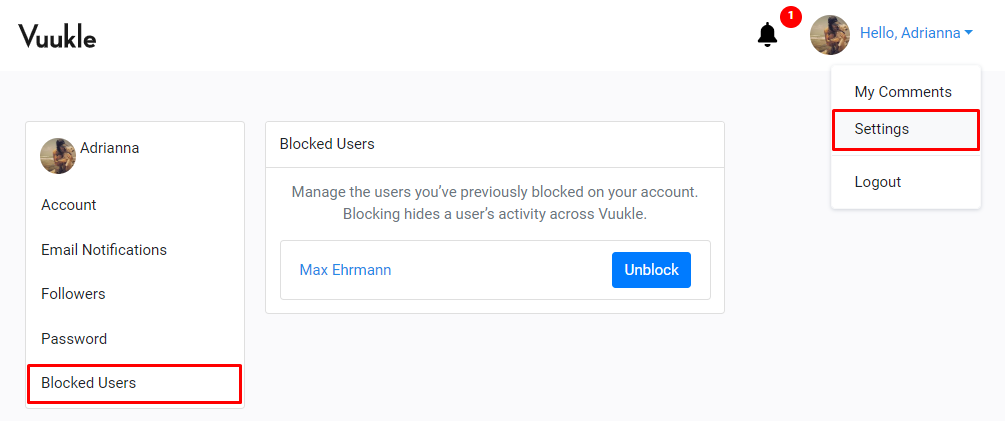 Vuukle
1
Hello, Adrianna
My Comments
Settings
Logout
Adrianna
Account
Email Notifications
Followers
Password
Blocked Users
Blocked Users
Manage the users you’ve previously blocked on your account.
Blocking hides a user’s activity across Vuukle.
Max Ehrmann
Unblock